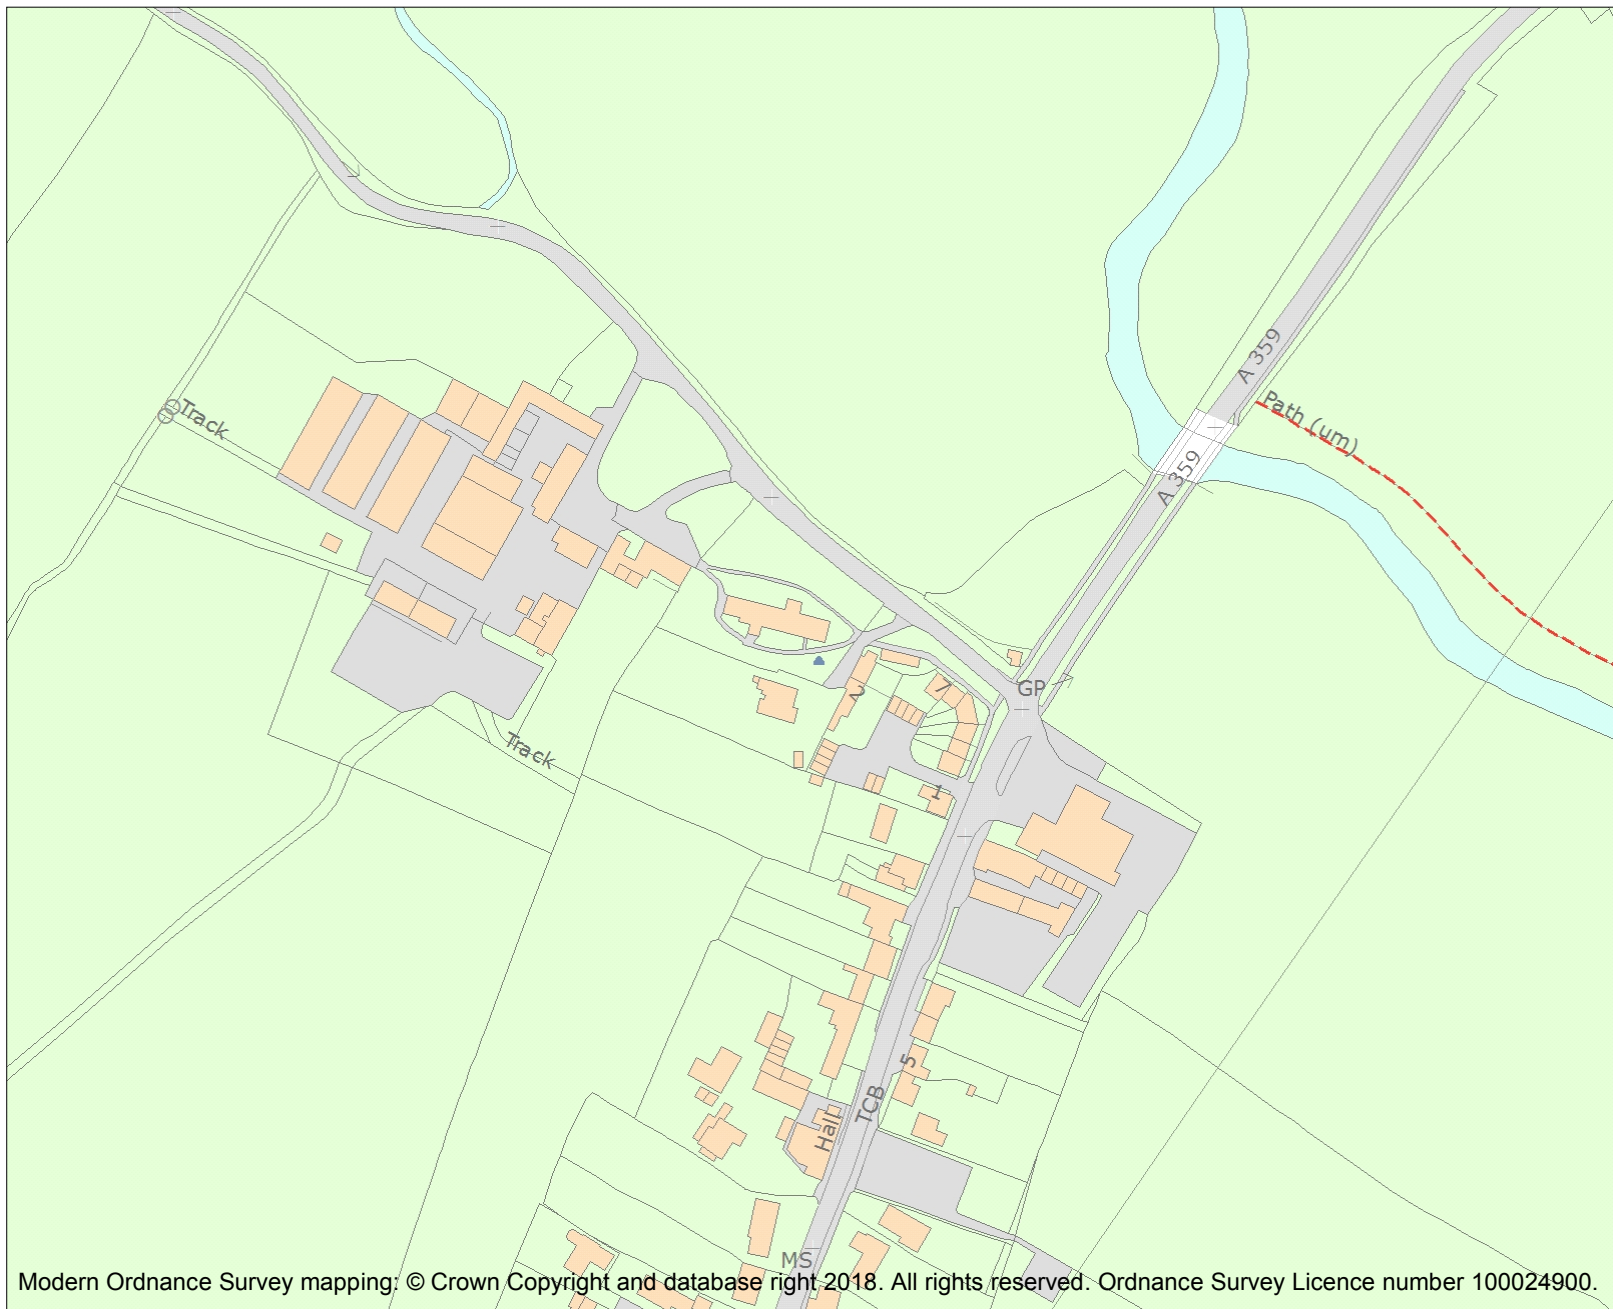 A 359
Path (um)
A 359
Track
GP
7
2
Track
1
5
TCB
Hall
MS
Modern Ordnance Survey mapping: © Crown Copyright and database right 2018. All rights reserved. Ordnance Survey Licence number 100024900.